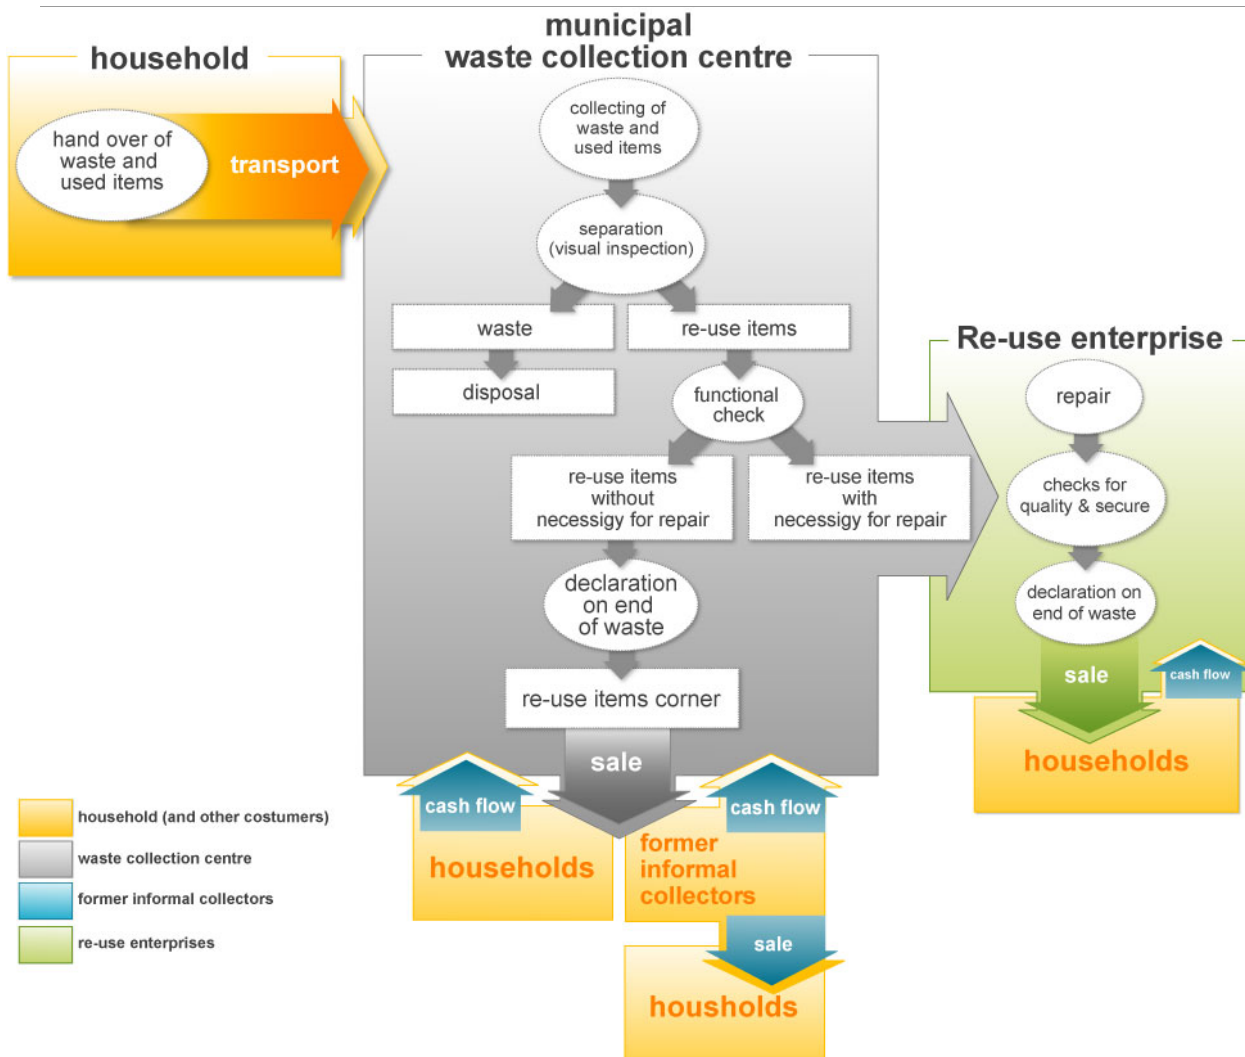 household
hand over of
waste and
used items
transport
municipal
waste collection centre
collecting of
waste and
used items
separation
(visual inspection)
waste
re-use items
disposal
functional
check
re-use items
without
necessigy for repair
re-use items
with
necessigy for repair
declaration
on end
of waste
re-use items corner
sale
cash flow
households
cash flow
former
informal
collectors
sale
housholds
Re-use enterprise
repair
checks for
quality & secure
declaration on
end of waste
sale
cash flow
households
household (and other costumers)
waste collection centre
former informal collectors
re-use enterprises